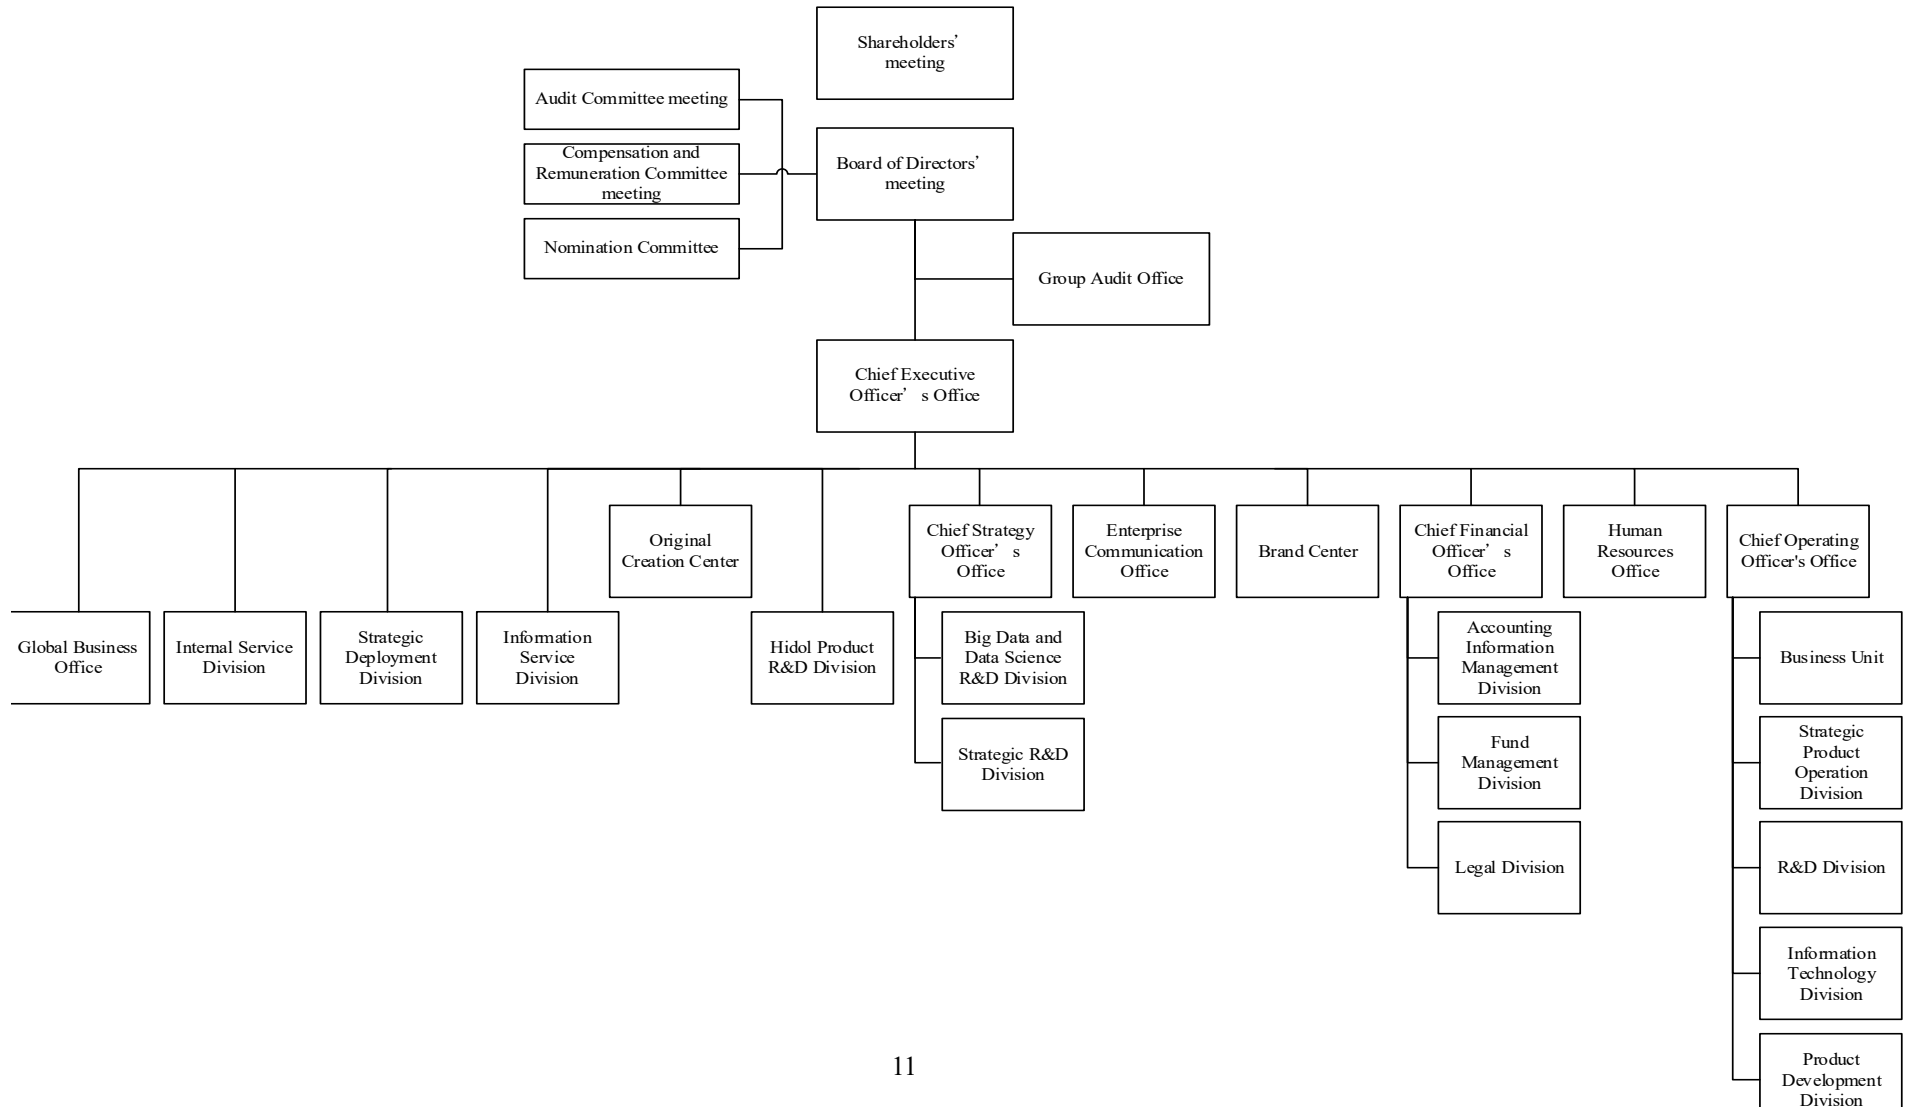 Shareholders’
meeting
Audit Committee meeting
Compensation and
Remuneration Committee
meeting
Board of Directors’
meeting
Nomination Committee
Group Audit Office
Chief Executive
Officer’ s Office
Original
Creation Center
Chief Strategy
Officer’ s
Office
Enterprise
Communication
Office
Brand Center
Chief Financial
Officer’ s
Office
Human
Resources
Office
Chief Operating
Officer's Office
Global Business
Office
Internal Service
Division
Strategic
Deployment
Division
Information
Service
Division
Hidol Product
R&D Division
Big Data and
Data Science
R&D Division
Accounting
Information
Management
Division
Business Unit
Strategic R&D
Division
Fund
Management
Division
Strategic
Product
Operation
Division
Legal Division
R&D Division
Information
Technology
Division
Product
Development
Division
11